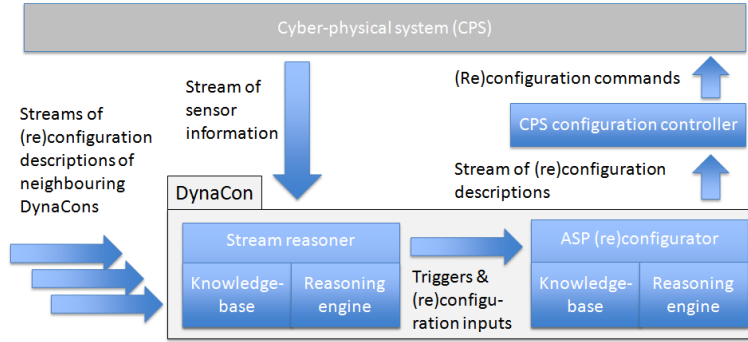 Cyber-physical system (CPS)
Stream of
sensor
information
(Re)configuration commands
Streams of
(re)configuration
descriptions of
neighbouring
DynaCons
CPS configuration controller
Stream of (re)configuration
descriptions
DynaCon
Stream reasoner
Knowledge-
base
Reasoning
engine
Triggers &
(re)configu-
ration inputs
ASP (re)configurator
Knowledge-
base
Reasoning
engine